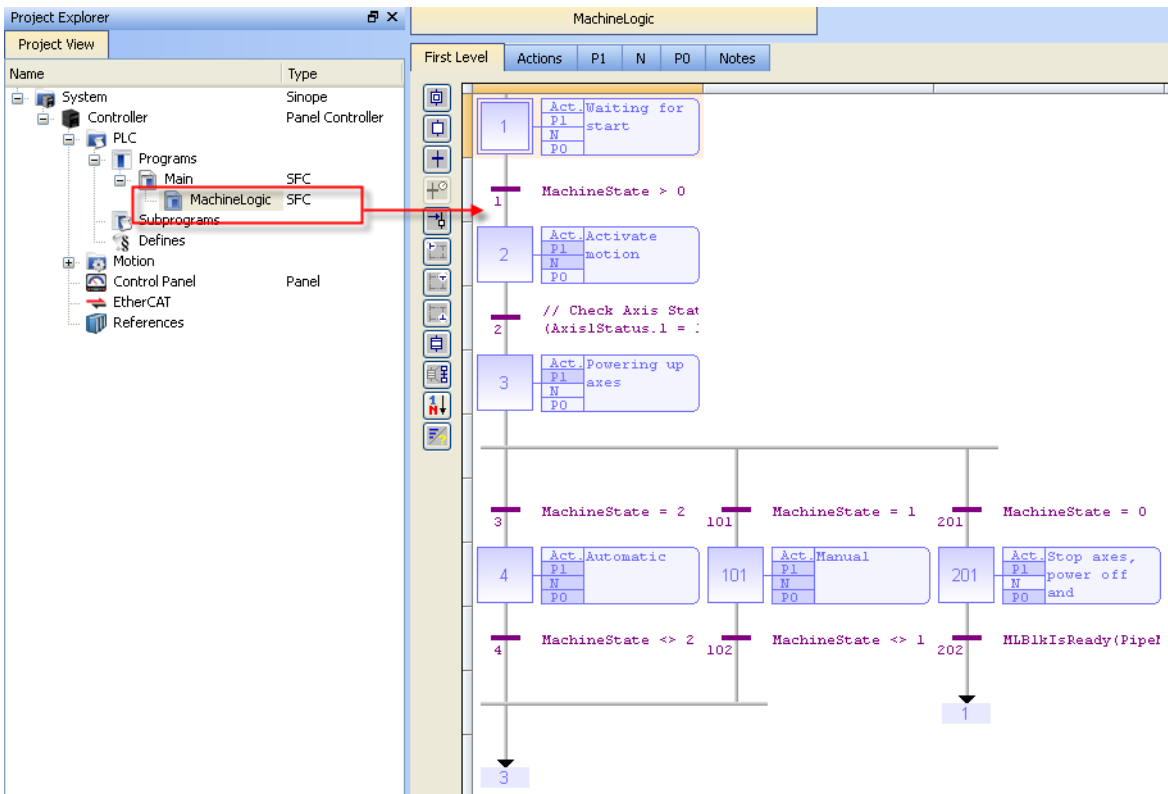 Project Explorer
Project View
Name Type
System Sinope
Controller Panel Controller
PLC
Programs
Main SFC
MachineLogic SFC
Subprograms
Defines
Motion
Control Panel Panel
EtherCAT
References
MachineLogic
First Level Actions P1 N P0 Notes
1
Act. Waiting for
P1 start
N
P0
1 MachineState > 0
2
Act. Activate
P1 motion
N
P0
// Check Axis Stat
2 (Axis1Status.1 =
3
Act. Powering up
P1 axes
N
P0
3 MachineState = 2 101 MachineState = 1 201 MachineState = 0
4
Act. Automatic
P1
N
P0
101
Act. Manual
P1
N
P0
201
Act. Stop axes,
P1 power off
N and
P0
4 MachineState <> 2 102 MachineState <> 1 202 MLBlkIsReady(Pipe
1
3